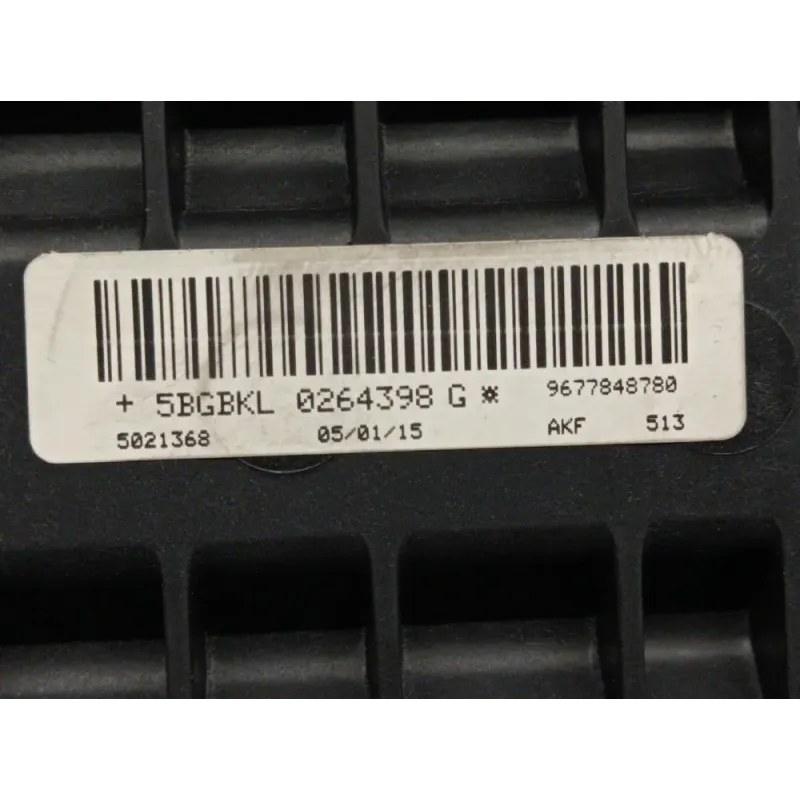 + 5BGBKL 0264398 G * 9677848780
5021368 05/01/15 AKF 513